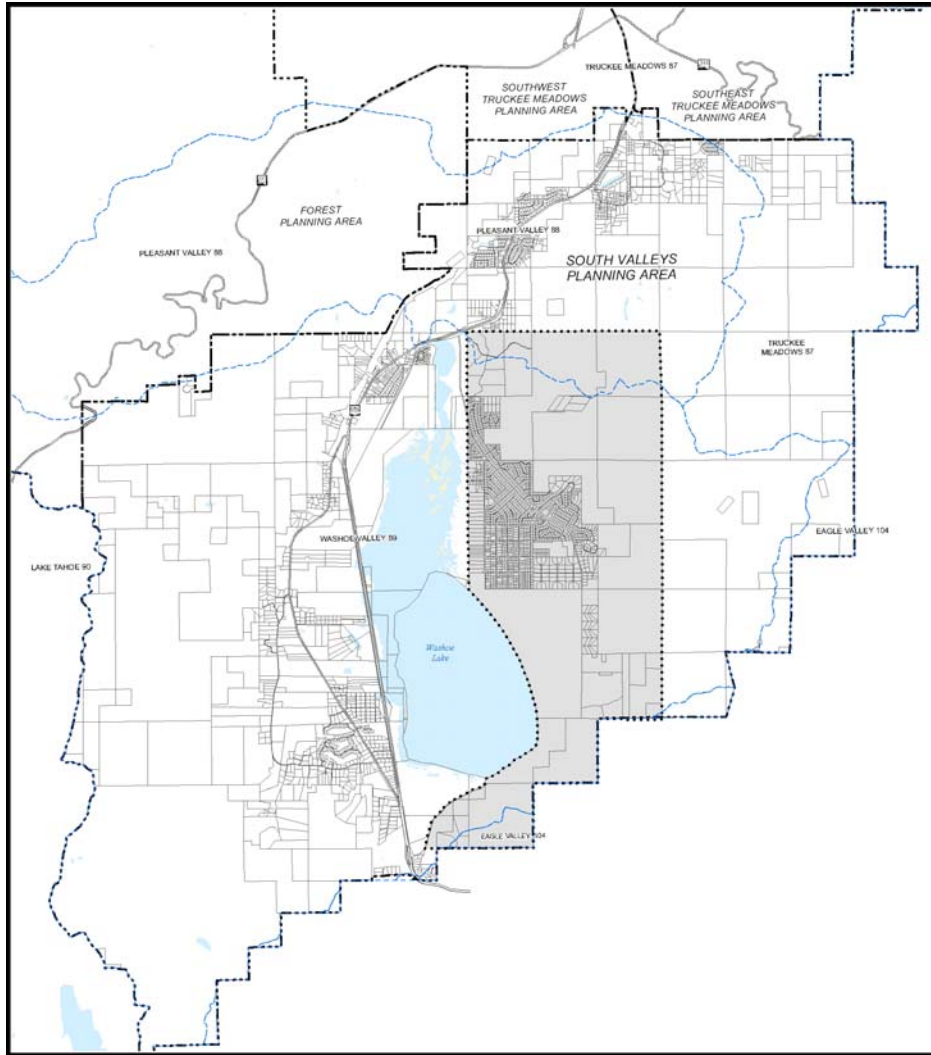 TRUCKEE MEADOWS 87
SOUTHWEST
TRUCKEE MEADOWS
PLANNING AREA
SOUTHEAST
TRUCKEE MEADOWS
PLANNING AREA
FOREST
PLANNING AREA
PLEASANT VALLEY 88
PLEASANT VALLEY 88
SOUTH VALLEYS
PLANNING AREA
TRUCKEE
MEADOWS 87
WASHOE VALLEY 89
EAGLE VALLEY 104
LAKE TAHOE 90
Washoe
Lake
EAGLE VALLEY 104